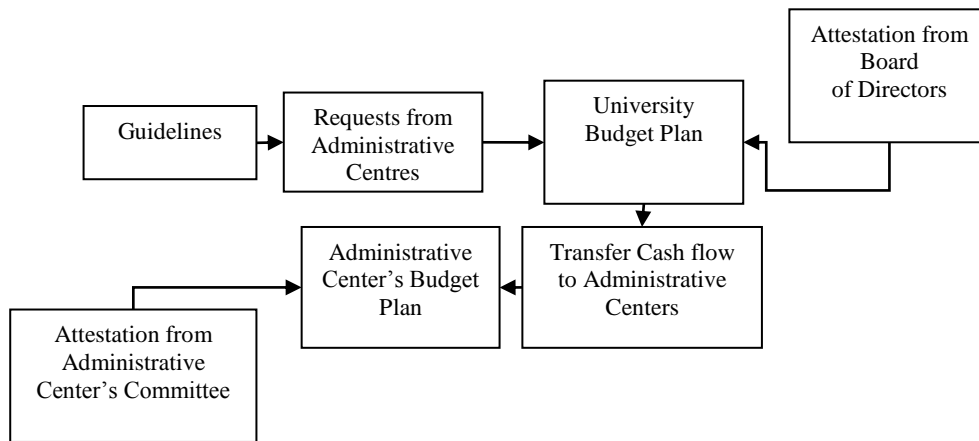 Attestation from
Board
of Directors
Guidelines
Requests from
Administrative
Centres
University
Budget Plan
Administrative
Center’s Budget
Plan
Transfer Cash flow
to Administrative
Centers
Attestation from
Administrative
Center’s Committee